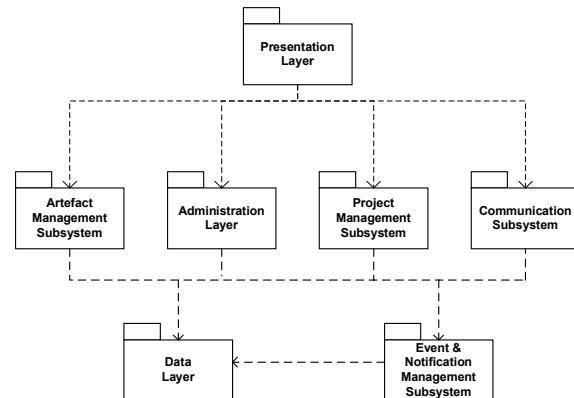 Presentation
Layer
Artefact
Management
Subsystem
Administration
Layer
Project
Management
Subsystem
Communication
Subsystem
Data
Layer
Event &
Notification
Management
Subsystem